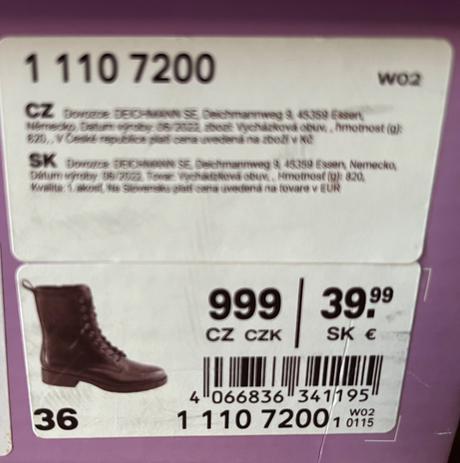 1 110 7200
W02
CZ Dovozce: DEICHMANN SE, Deichmannweg 9, 45359 Essen,
Německo, Datum výroby: 06/2022, zboží: Vycházková obuv, , hmotnost (g):
820, , V České republice platí cena uvedená na zboží v Kč
SK Dovozca: DEICHMANN SE, Deichmannweg 9, 45359 Essen, Nemecko,
Dátum výroby: 06/2022, Tovar: Vychádzková obuv, , Hmotnosť (g): 820,
Kvalita: 1. akosť, Na Slovensku platí cena uvedená na tovare v EUR
999
CZ CZK
39.99
SK €
4 066836 341195
36
1 110 7200 1
W02
0115